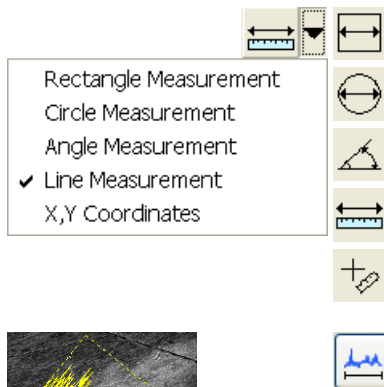 Rectangle Measurement
Circle Measurement
Angle Measurement
Line Measurement
X,Y Coordinates